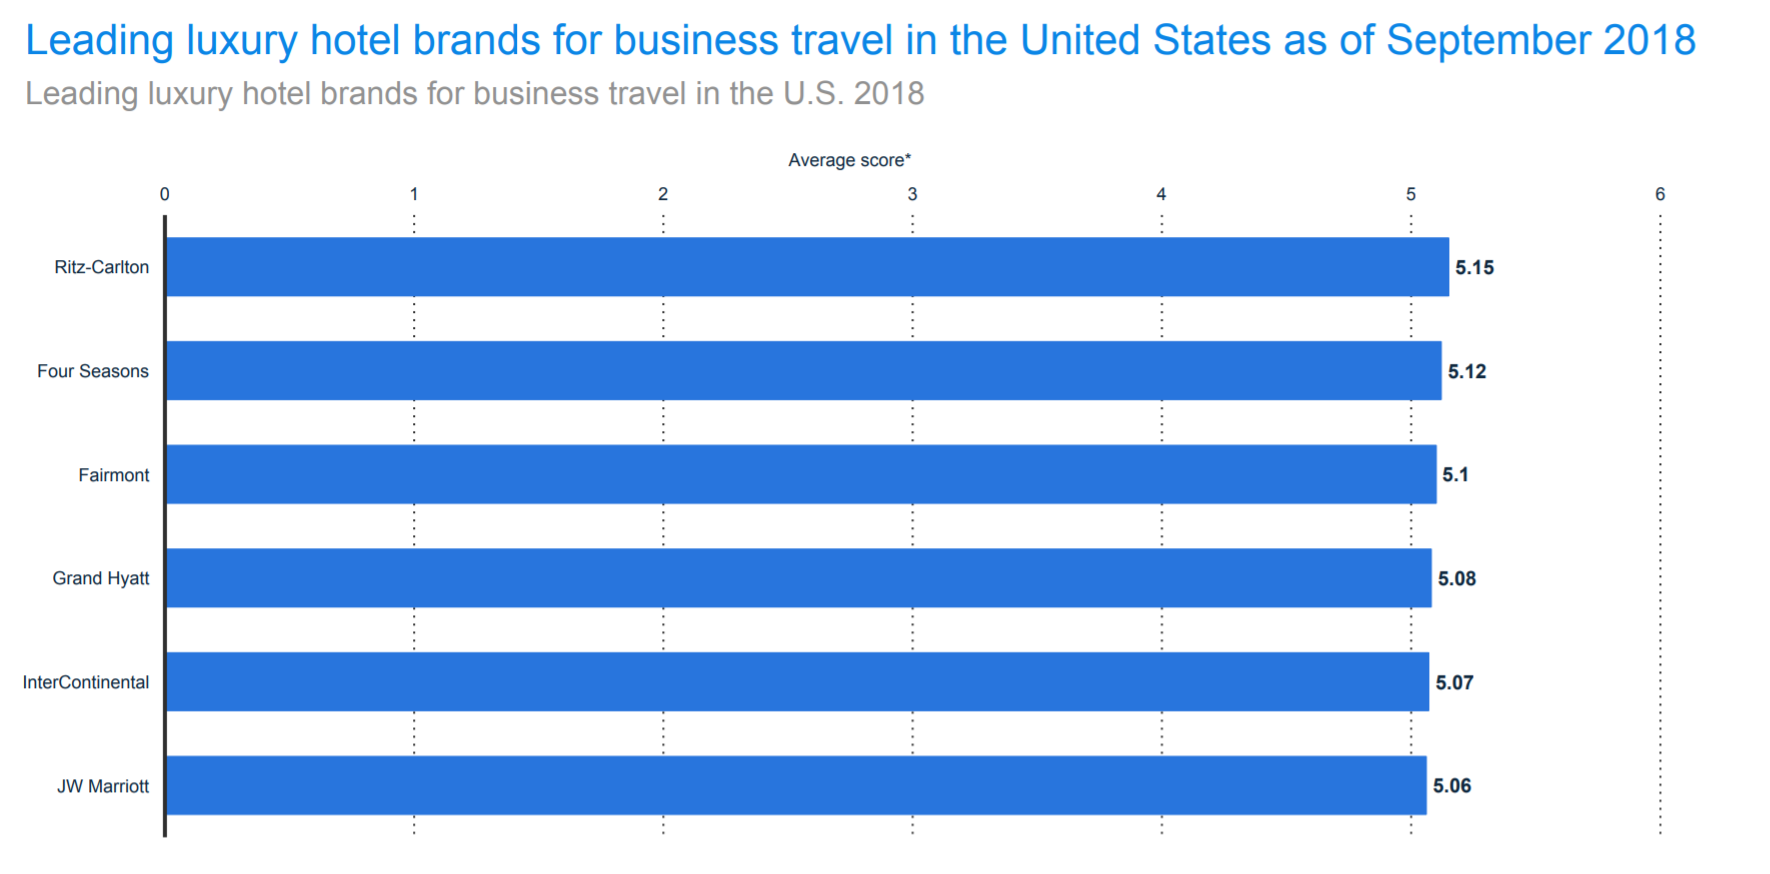 Leading luxury hotel brands for business travel in the United States as of September 2018
Leading luxury hotel brands for business travel in the U.S. 2018
Average score*
0 1 2 3 4 5 6
Ritz-Carlton 5.15
Four Seasons 5.12
Fairmont 5.1
Grand Hyatt 5.08
InterContinental 5.07
JW Marriott 5.06